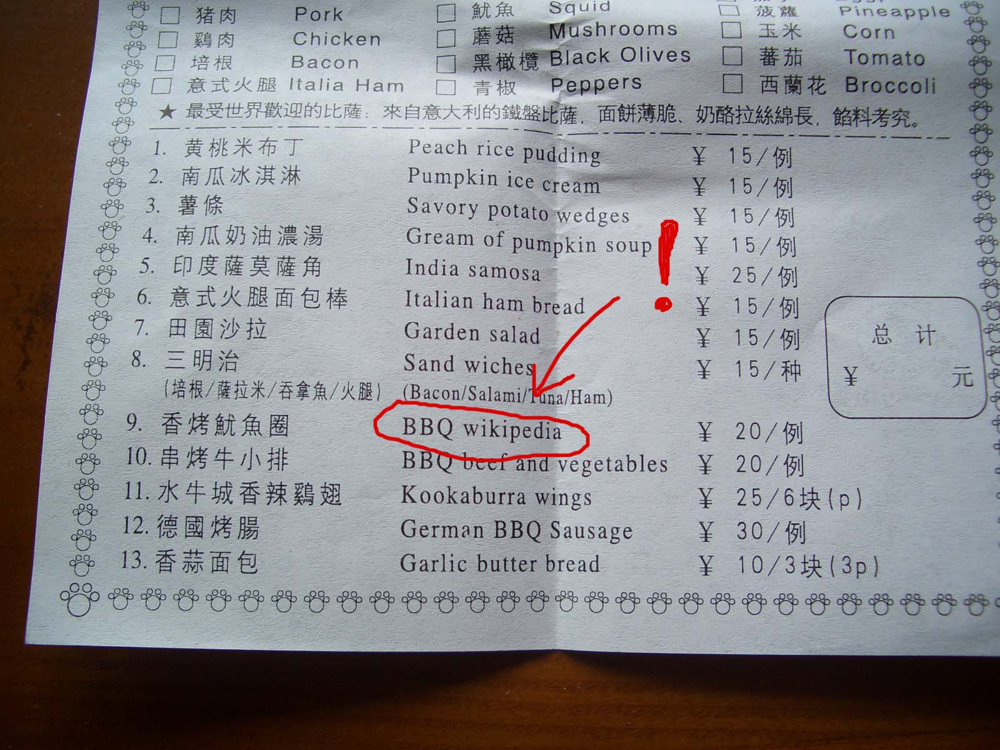 猪肉 Pork 魷魚 Squid 菠蘿 Pineapple
鷄肉 Chicken 蘑菇 Mushrooms 玉米 Corn
培根 Bacon 黑橄欖 Black Olives 蕃茄 Tomato
意式火腿 Italia Ham 青椒 Peppers 西蘭花 Broccoli
★ 最受世界歡迎的比薩：來自意大利的鐵盤比薩，面餅薄脆、奶酪拉絲綿長，餡料考究。
1. 黄桃米布丁 Peach rice pudding ¥ 15/例
2. 南瓜冰淇淋 Pumpkin ice cream ¥ 15/例
3. 薯條 Savory potato wedges ¥ 15/例
4. 南瓜奶油濃湯 Gream of pumpkin soup ¥ 15/例
5. 印度薩莫薩角 India samosa ¥ 25/例
6. 意式火腿面包棒 Italian ham bread ¥ 15/例
7. 田園沙拉 Garden salad ¥ 15/例
8. 三明治 Sand wiches ¥ 15/种
(培根/薩拉米/吞拿魚/火腿) (Bacon/Salami/Tuna/Ham)
9. 香烤魷魚圈 BBQ wikipedia ¥ 20/例
10. 串烤牛小排 BBQ beef and vegetables ¥ 20/例
11. 水牛城香辣鷄翅 Kookaburra wings ¥ 25/6块(p)
12. 德國烤腸 German BBQ Sausage ¥ 30/例
13. 香蒜面包 Garlic butter bread ¥ 10/3块(3p)
总 计
¥ 元
!